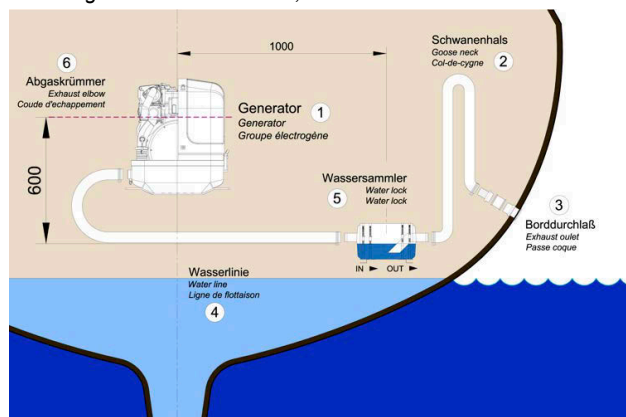 1000
Schwanenhals
Goose neck
Col-de-cygne
2
6
Abgaskrümmer
Exhaust elbow
Coude d'echappement
Generator
Generator
Groupe électrogène
1
600
Wassersammler
Water lock
Water lock
5
3
Borddurchlaß
Exhaust oulet
Passe coque
IN
OUT
Wasserlinie
Water line
Ligne de flottaison
4